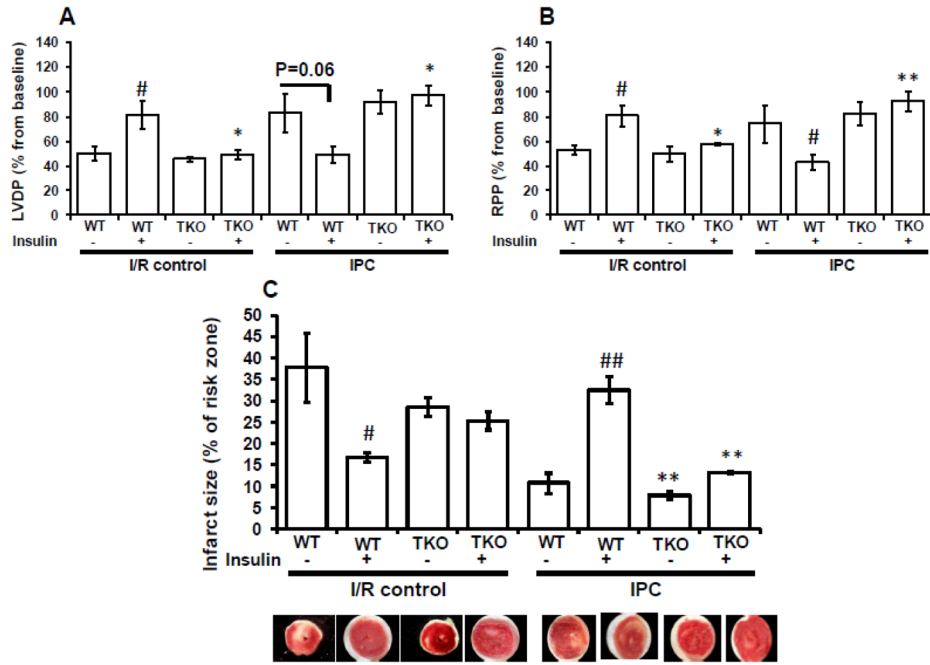 A
LVDP (% from baseline)
140
120
100
80
60
40
20
0
#
*
P=0.06
*
WT WT TKO TKO WT WT TKO TKO
Insulin - + - + - + - +
I/R control IPC
B
RPP (% from baseline)
140
120
100
80
60
40
20
0
#
*
#
**
WT WT TKO TKO WT WT TKO TKO
Insulin - + - + - + - +
I/R control IPC
C
Infarct size (% of risk zone)
50
45
40
35
30
25
20
15
10
5
0
#
##
**
**
WT WT TKO TKO WT WT TKO TKO
Insulin - + - + - + - +
I/R control IPC